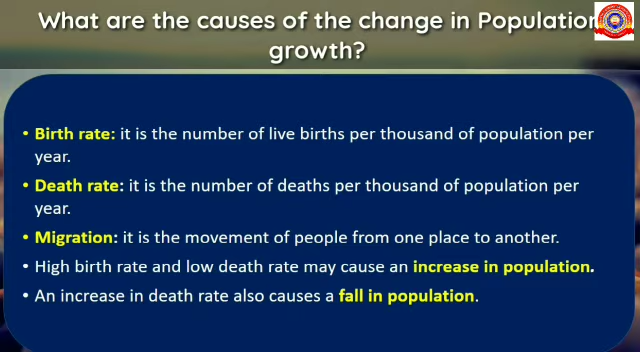 What are the causes of the change in Population
growth?
• Birth rate: it is the number of live births per thousand of population per
year.
• Death rate: it is the number of deaths per thousand of population per
year.
• Migration: it is the movement of people from one place to another.
• High birth rate and low death rate may cause an increase in population.
• An increase in death rate also causes a fall in population.